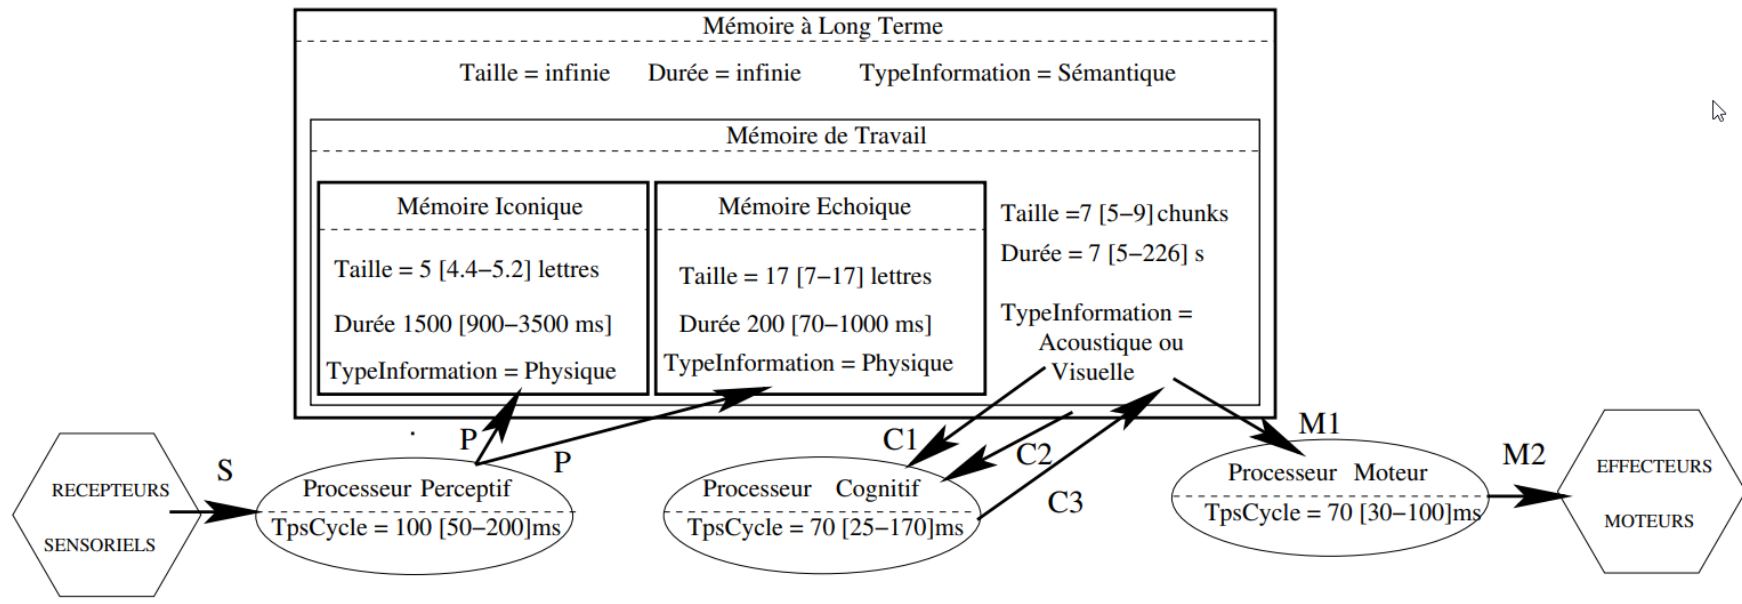 Mémoire à Long Terme
Taille = infinie Durée = infinie TypeInformation = Sémantique
Mémoire de Travail
Mémoire Iconique
Taille = 5 [4.4−5.2] lettres
Durée 1500 [900−3500 ms]
TypeInformation = Physique
Mémoire Echoique
Taille = 17 [7−17] lettres
Durée 200 [70−1000 ms]
TypeInformation = Physique
Taille =7 [5−9] chunks
Durée = 7 [5−226] s
TypeInformation =
Acoustique ou
Visuelle
P
P
C1
C2
C3
M1
M2
S
RECEPTEURS
SENSORIELS
Processeur Perceptif
TpsCycle = 100 [50−200]ms
Processeur Cognitif
TpsCycle = 70 [25−170]ms
Processeur Moteur
TpsCycle = 70 [30−100]ms
EFFECTEURS
MOTEURS